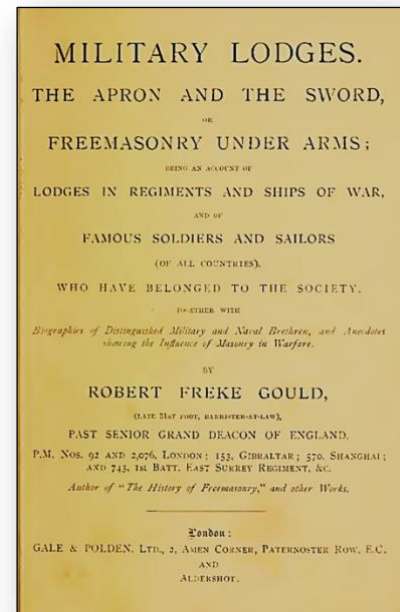 MILITARY LODGES.
THE APRON AND THE SWORD,
OR
FREEMASONRY UNDER ARMS;
BEING AN ACCOUNT OF
LODGES IN REGIMENTS AND SHIPS OF WAR,
AND OF
FAMOUS SOLDIERS AND SAILORS
(OF ALL COUNTRIES),
WHO HAVE BELONGED TO THE SOCIETY.
TOGETHER WITH
Biographies of Distinguished Military and Naval Brethren, and Anecdotes
showing the Influence of Masonry in Warfare.
BY
ROBERT FREKE GOULD,
(LATE 31ST FOOT, BARRISTER-AT-LAW),
PAST SENIOR GRAND DEACON OF ENGLAND.
P.M. NOS. 92 AND 2,076, LONDON; 153, GIBRALTAR; 570, SHANGHAI;
AND 743, 1ST BATT. EAST SURREY REGIMENT, &C.
Author of "The History of Freemasonry," and other Works.
London:
GALE & POLDEN, LTD., 2, AMEN CORNER, PATERNOSTER ROW, E.C.
AND
ALDERSHOT.